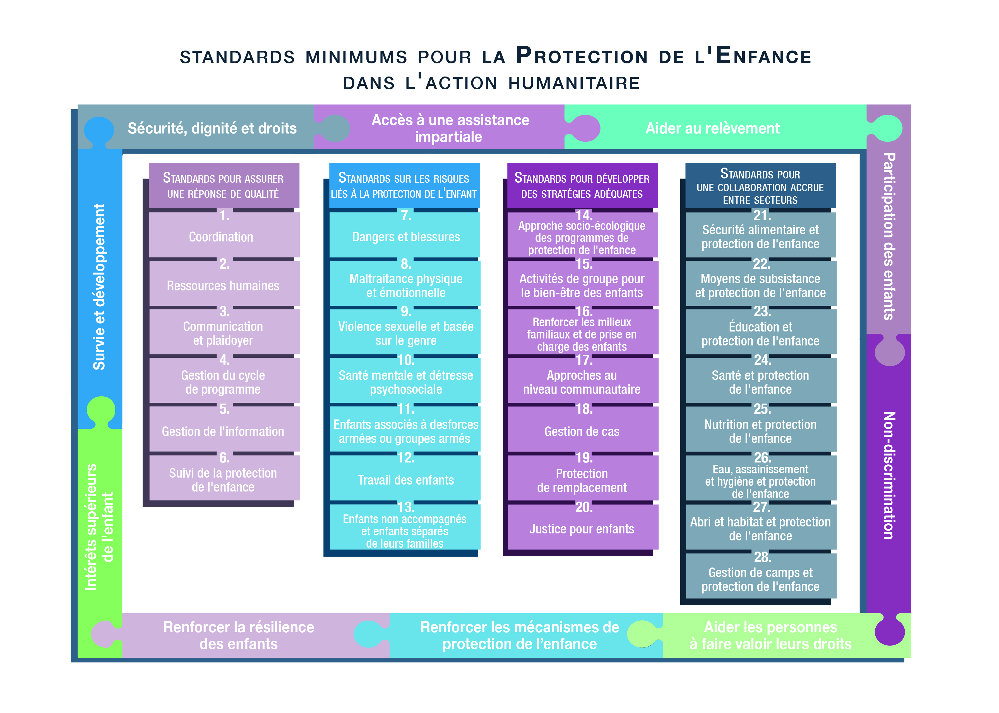 STANDARDS MINIMUMS POUR LA PROTECTION DE L'ENFANCE
DANS L'ACTION HUMANITAIRE
Sécurité, dignité et droits
Accès à une assistance
impartiale
Aider au relèvement
Participation des enfants
Non-discrimination
Survie et développement
Intérêts supérieurs
de l'enfant
STANDARDS POUR ASSURER
UNE RÉPONSE DE QUALITÉ
1.
Coordination
2.
Ressources humaines
3.
Communication
et plaidoyer
4.
Gestion du cycle
de programme
5.
Gestion de l'information
6.
Suivi de la protection
de l'enfance
STANDARDS SUR LES RISQUES
LIÉS À LA PROTECTION DE L'ENFANT
7.
Dangers et blessures
8.
Maltraitance physique
et émotionnelle
9.
Violence sexuelle et basée
sur le genre
10.
Santé mentale et détresse
psychosociale
11.
Enfants associés à desforces
armées ou groupes armés
12.
Travail des enfants
13.
Enfants non accompagnés
et enfants séparés
de leurs familles
STANDARDS POUR DÉVELOPPER
DES STRATÉGIES ADÉQUATES
14.
Approche socio-écologique
des programmes de
protection de l'enfance
15.
Activités de groupe pour
le bien-être des enfants
16.
Renforcer les milieux
familiaux et de prise en
charge des enfants
17.
Approches au
niveau communautaire
18.
Gestion de cas
19.
Protection
de remplacement
20.
Justice pour enfants
STANDARDS POUR
UNE COLLABORATION ACCRUE
ENTRE SECTEURS
21.
Sécurité alimentaire et
protection de l'enfance
22.
Moyens de subsistance
et protection de l'enfance
23.
Éducation et
protection de l'enfance
24.
Santé et protection
de l'enfance
25.
Nutrition et protection
de l'enfance
26.
Eau, assainissement
et hygiène et protection
de l'enfance
27.
Abri et habitat et protection
de l'enfance
28.
Gestion de camps et
protection de l'enfance
Renforcer la résilience
des enfants
Renforcer les mécanismes de
protection de l’enfance
Aider les personnes
à faire valoir leurs droits